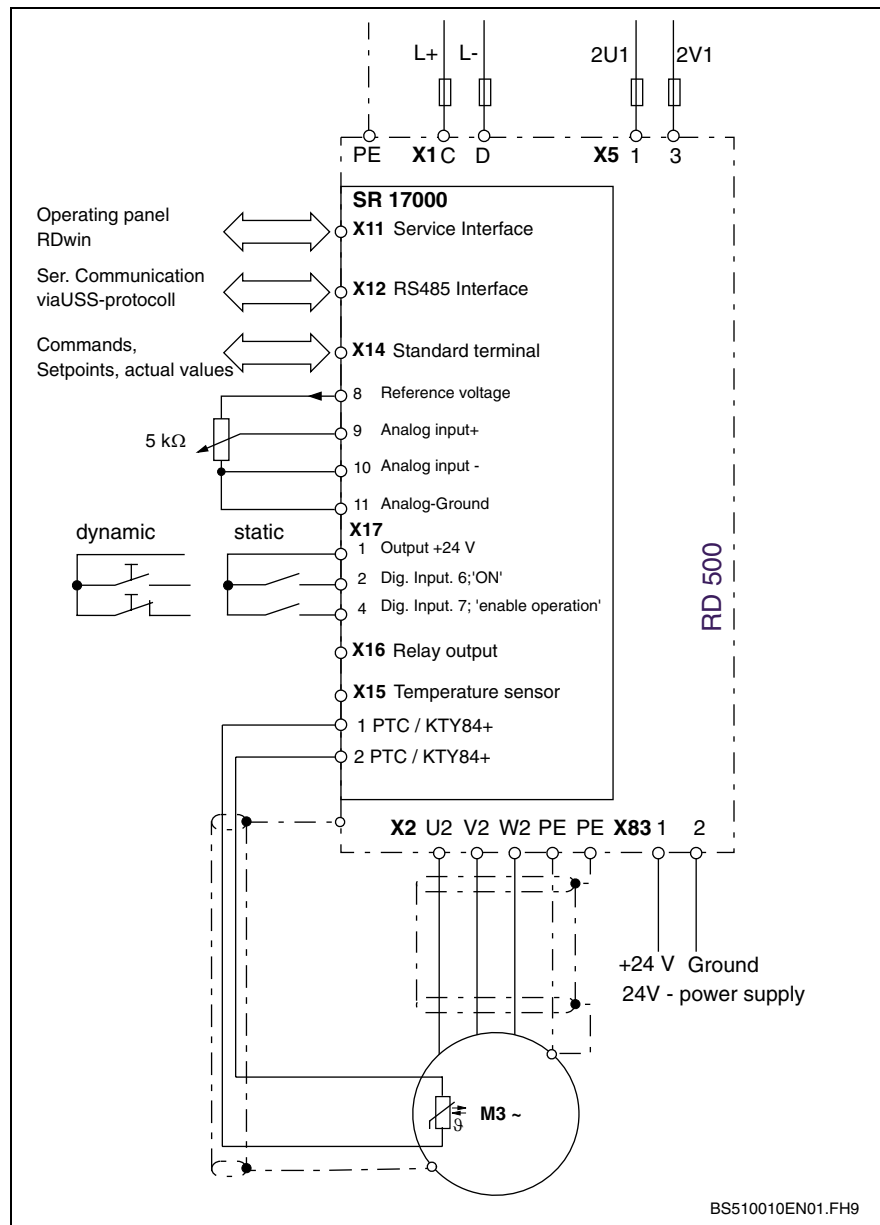 L+ L- 2U1 2V1
PE X1 C D X5 1 3
SR 17000
Operating panel
RDwin
X11 Service Interface
Ser. Communication
viaUSS-protocoll
X12 RS485 Interface
Commands,
Setpoints, actual values
X14 Standard terminal
8 Reference voltage
5 kΩ
9 Analog input+
10 Analog input -
11 Analog-Ground
dynamic static
X17
1 Output +24 V
2 Dig. Input. 6;'ON'
4 Dig. Input. 7; 'enable operation'
RD 500
X16 Relay output
X15 Temperature sensor
1 PTC / KTY84+
2 PTC / KTY84+
X2 U2 V2 W2 PE PE X83 1 2
+24 V Ground
24V - power supply
M3 ~
ϑ
BS510010EN01.FH9